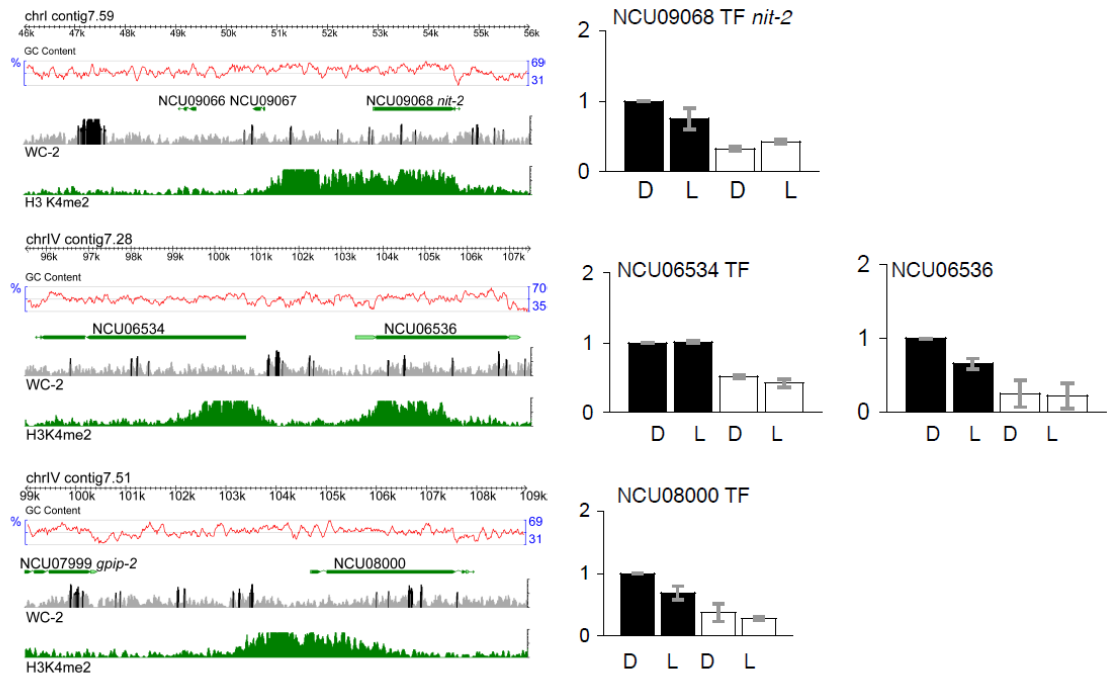 chrI contig7.59
46k 47k 48k 49k 50k 51k 52k 53k 54k 55k 56k
GC Content
% 69
31
NCU09066 NCU09067 NCU09068 nit-2
WC-2
H3 K4me2
NCU09068 TF nit-2
2
1
0
D L D L
chrIV contig7.28
96k 97k 98k 99k 100k 101k 102k 103k 104k 105k 106k 107k
GC Content
% 70
35
NCU06534 NCU06536
WC-2
H3K4me2
NCU06534 TF
2
1
0
D L D L
NCU06536
2
1
0
D L D L
chrIV contig7.51
99k 100k 101k 102k 103k 104k 105k 106k 107k 108k 109k
GC Content
% 69
31
NCU07999 gpip-2 NCU08000
WC-2
H3K4me2
NCU08000 TF
2
1
0
D L D L